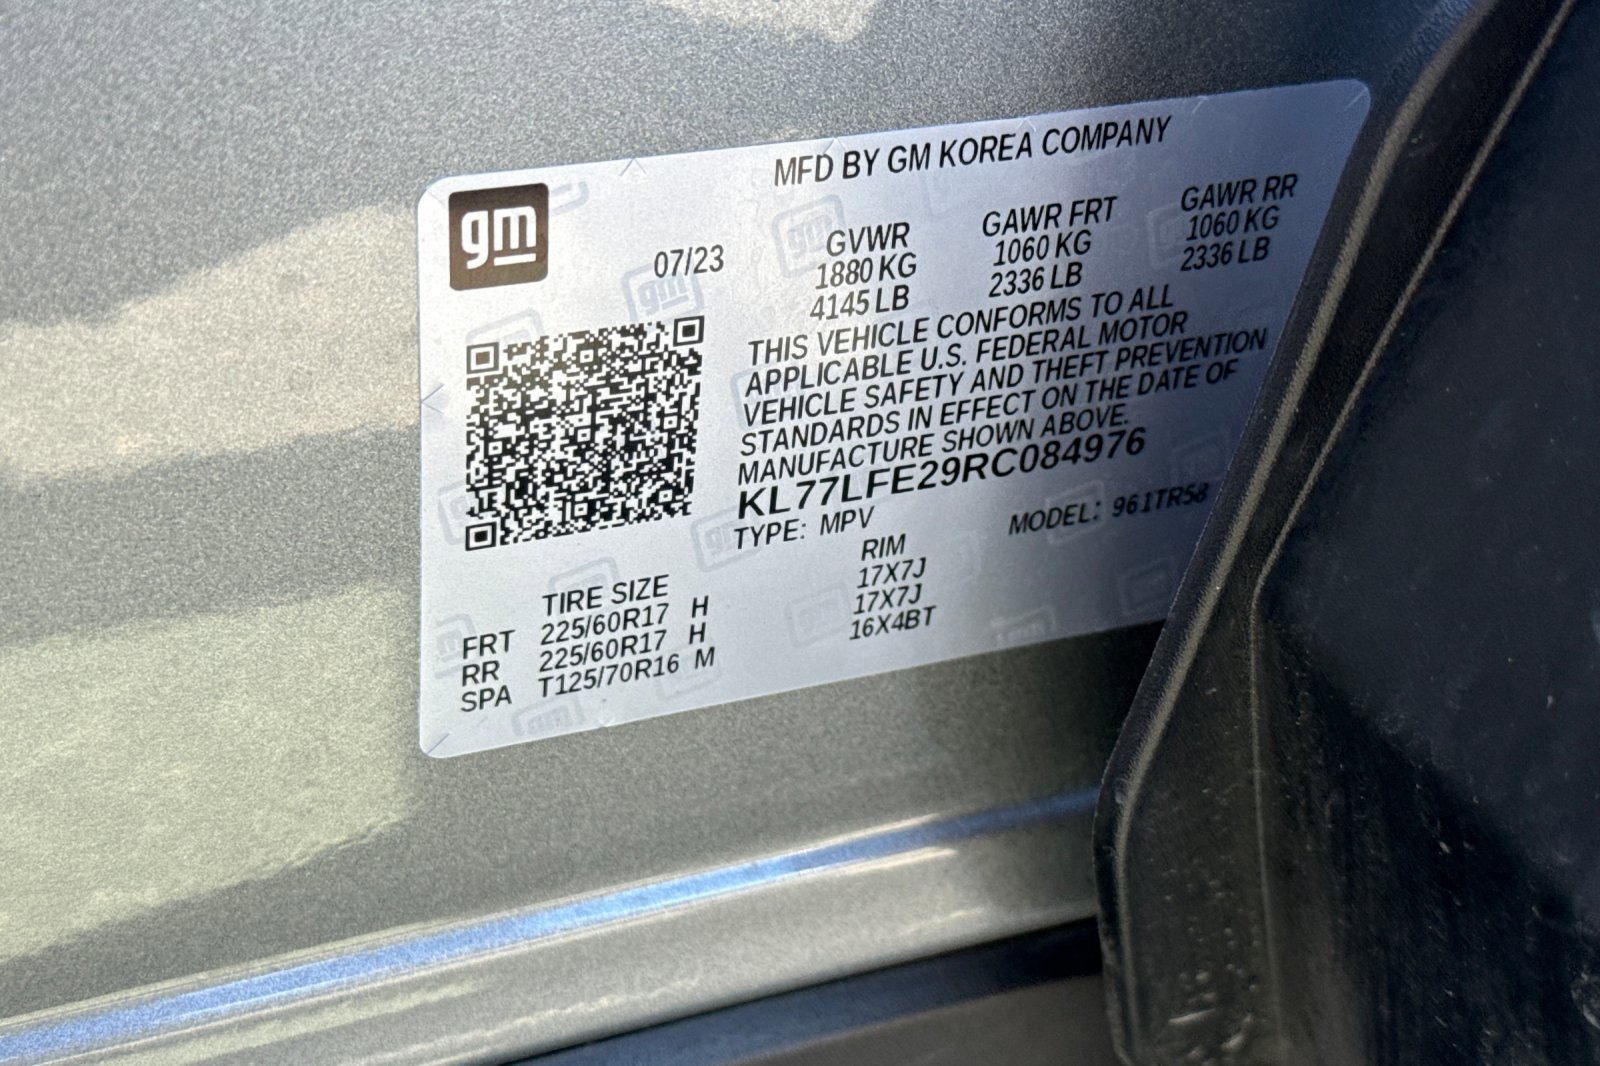 gm
MFD BY GM KOREA COMPANY
07/23
GVWR GAWR FRT GAWR RR
1880 KG 1060 KG 1060 KG
4145 LB 2336 LB 2336 LB
THIS VEHICLE CONFORMS TO ALL
APPLICABLE U.S. FEDERAL MOTOR
VEHICLE SAFETY AND THEFT PREVENTION
STANDARDS IN EFFECT ON THE DATE OF
MANUFACTURE SHOWN ABOVE.
KL77LFE29RC084976
TYPE: MPV MODEL: 961TR58
TIRE SIZE RIM
FRT 225/60R17 H 17X7J
RR 225/60R17 H 17X7J
SPA T125/70R16 M 16X4BT